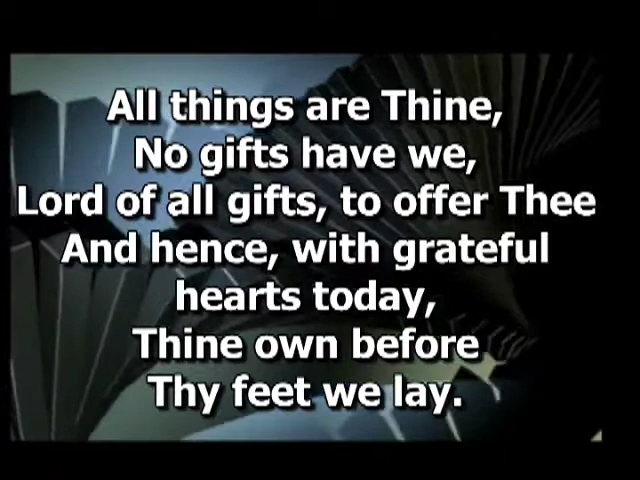 All things are Thine,
No gifts have we,
Lord of all gifts, to offer Thee
And hence, with grateful
hearts today,
Thine own before
Thy feet we lay.